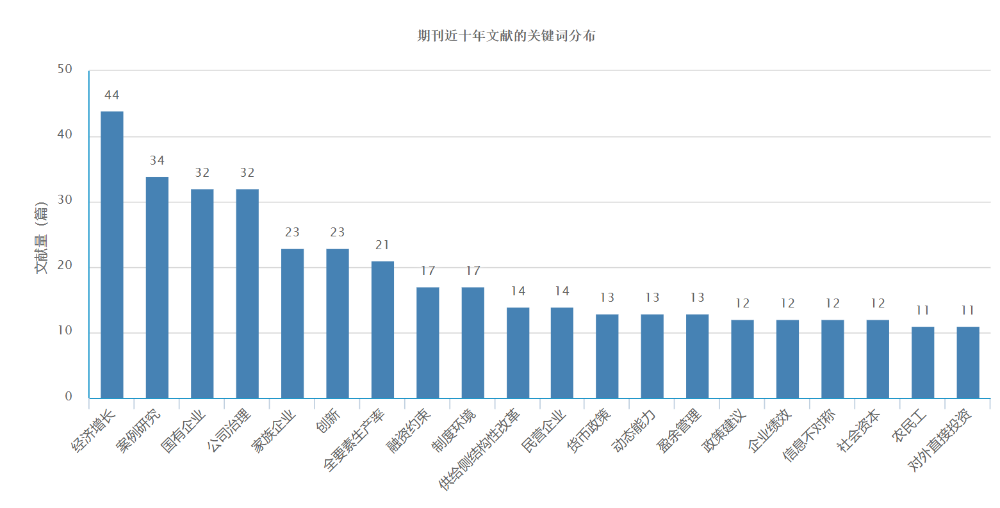 期刊近十年文献的关键词分布
文献量（篇）
50
40
30
20
10
0
44
34
32
32
23
23
21
17
17
14
14
13
13
13
12
12
12
12
11
11
经济增长
案例研究
国有企业
公司治理
家族企业
创新
全要素生产率
融资约束
制度环境
供给侧结构性改革
民营企业
货币政策
动态能力
盈余管理
政策建议
企业绩效
信息不对称
社会资本
农民工
对外直接投资